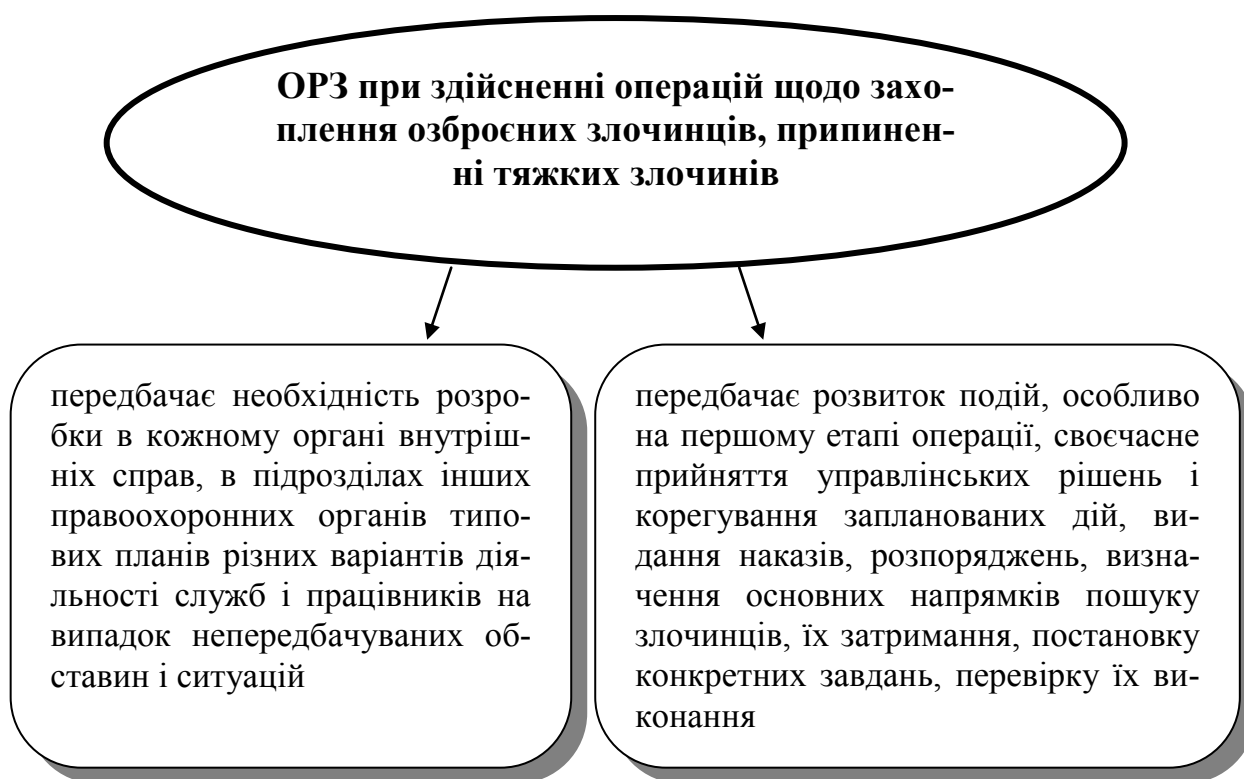 ОРЗ при здійсненні операцій щодо захо-
плення озброєних злочинців, припинен-
ні тяжких злочинів
передбачає необхідність розро-
бки в кожному органі внутріш-
ніх справ, в підрозділах інших
правоохоронних органів типо-
вих планів різних варіантів дія-
льності служб і працівників на
випадок непередбачуваних об-
ставин і ситуацій
передбачає розвиток подій, особливо
на першому етапі операції, своєчасне
прийняття управлінських рішень і
корегування запланованих дій, ви-
дання наказів, розпоряджень, визна-
чення основних напрямків пошуку
злочинців, їх затримання, постановку
конкретних завдань, перевірку їх ви-
конання